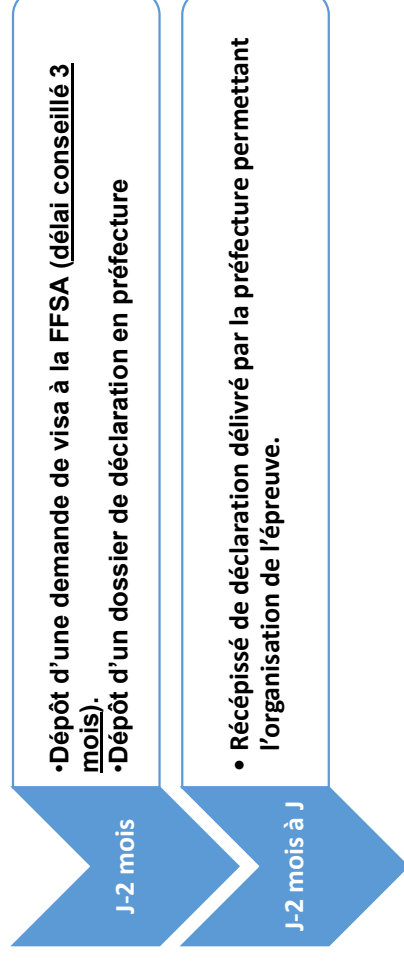 J-2 mois
•Dépôt d'une demande de visa à la FFSA (délai conseillé 3
mois).
•Dépôt d'un dossier de déclaration en préfecture
J-2 mois à J
• Récépissé de déclaration délivré par la préfecture permettant
l'organisation de l'épreuve.